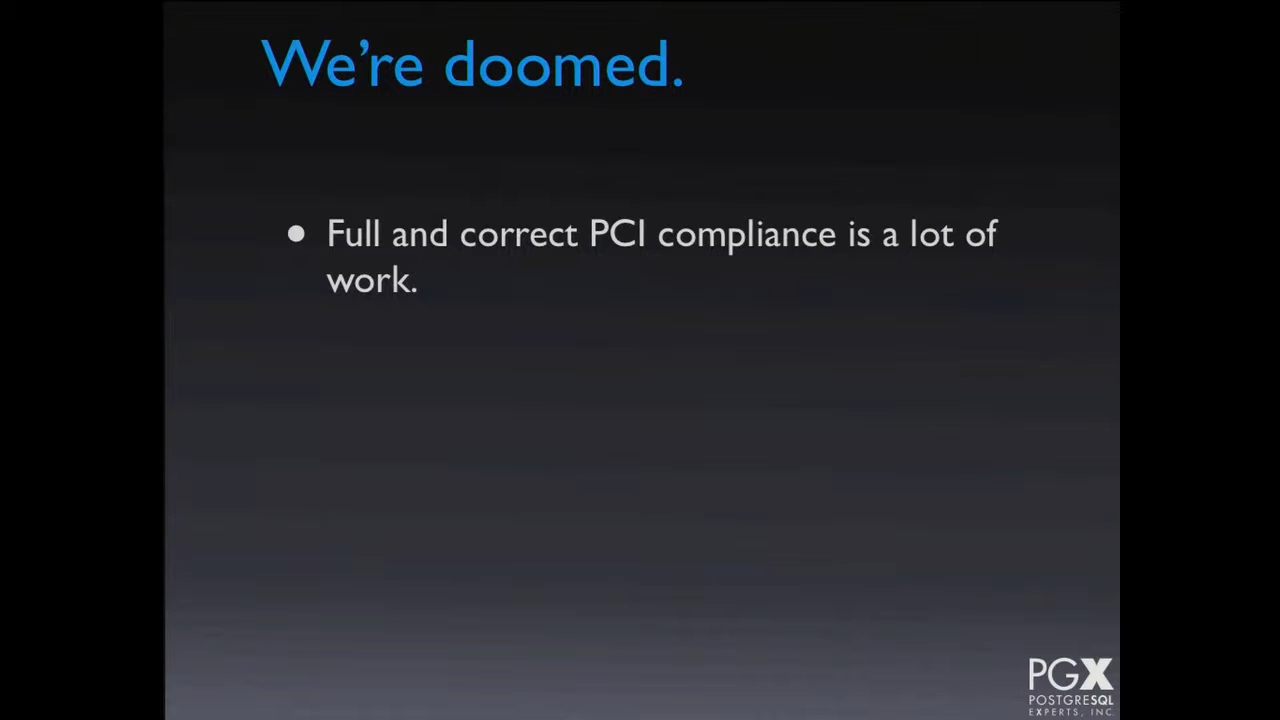 We're doomed.
• Full and correct PCI compliance is a lot of
work.
PGX
POSTGRESQL
EXPERTS, INC.